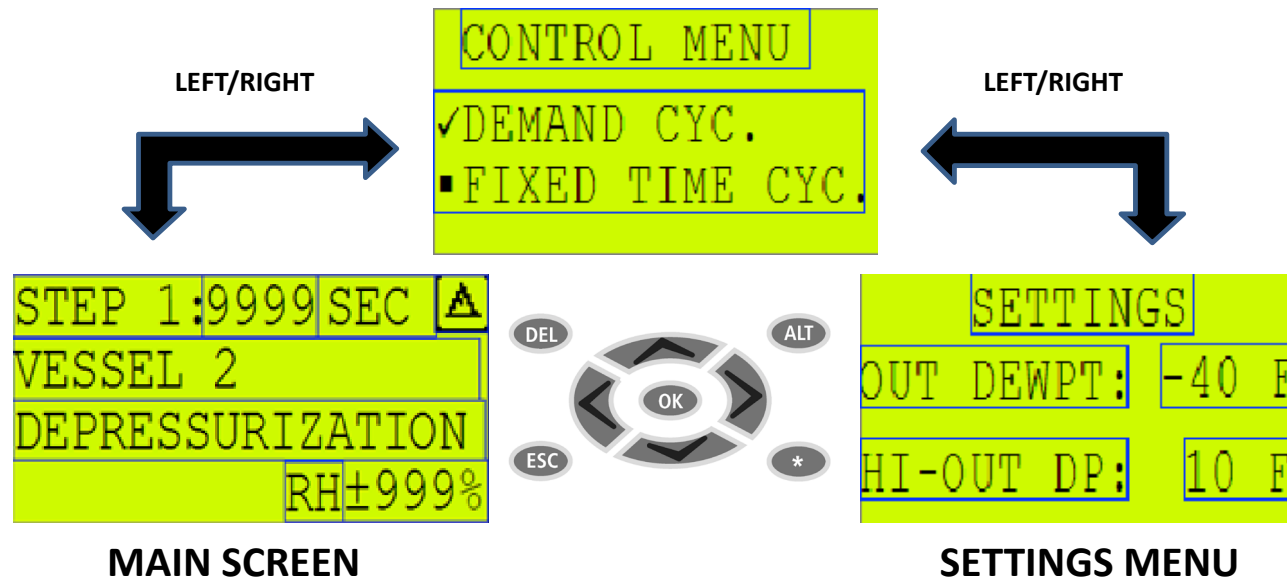 CONTROL MENU
LEFT/RIGHT
LEFT/RIGHT
✓DEMAND CYC.
▪FIXED TIME CYC.
STEP 1:9999 SEC
VESSEL 2
DEPRESSURIZATION
RH±999%
DEL
ALT
OK
ESC
*
SETTINGS
OUT DEWPT: -40 F
HI-OUT DP: 10 F
MAIN SCREEN
SETTINGS MENU